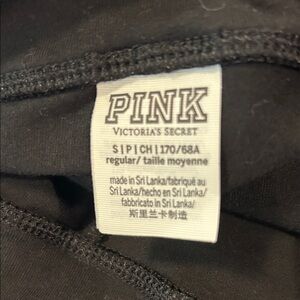 PINK
VICTORIA'S SECRET
S|P|CH|170/68A
regular/ taille moyenne
made in Sri Lanka/fabriqué au
Sri Lanka/hecho en Sri Lanka/
fabbricato in Sri Lanka/
斯里兰卡制造